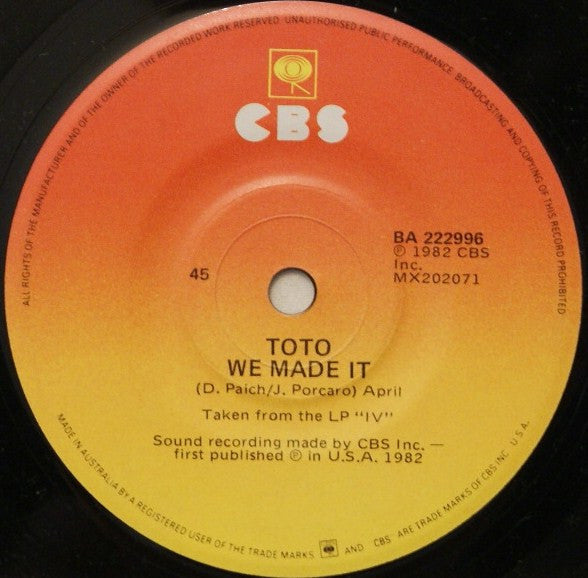 ALL RIGHTS OF THE MANUFACTURER AND OF THE OWNER OF THE RECORDED WORK RESERVED. UNAUTHORISED PUBLIC PERFORMANCE, BROADCASTING AND COPYING OF THIS RECORD PROHIBITED
CBS
45
BA 222996
℗ 1982 CBS
Inc.
MX202071
TOTO
WE MADE IT
(D. Paich/J. Porcaro) April
Taken from the LP "IV"
Sound recording made by CBS Inc. —
first published ℗ in U.S.A. 1982
MADE IN AUSTRALIA BY A REGISTERED USER OF THE TRADE MARKS AND CBS ARE TRADE MARKS OF CBS INC U.S.A.